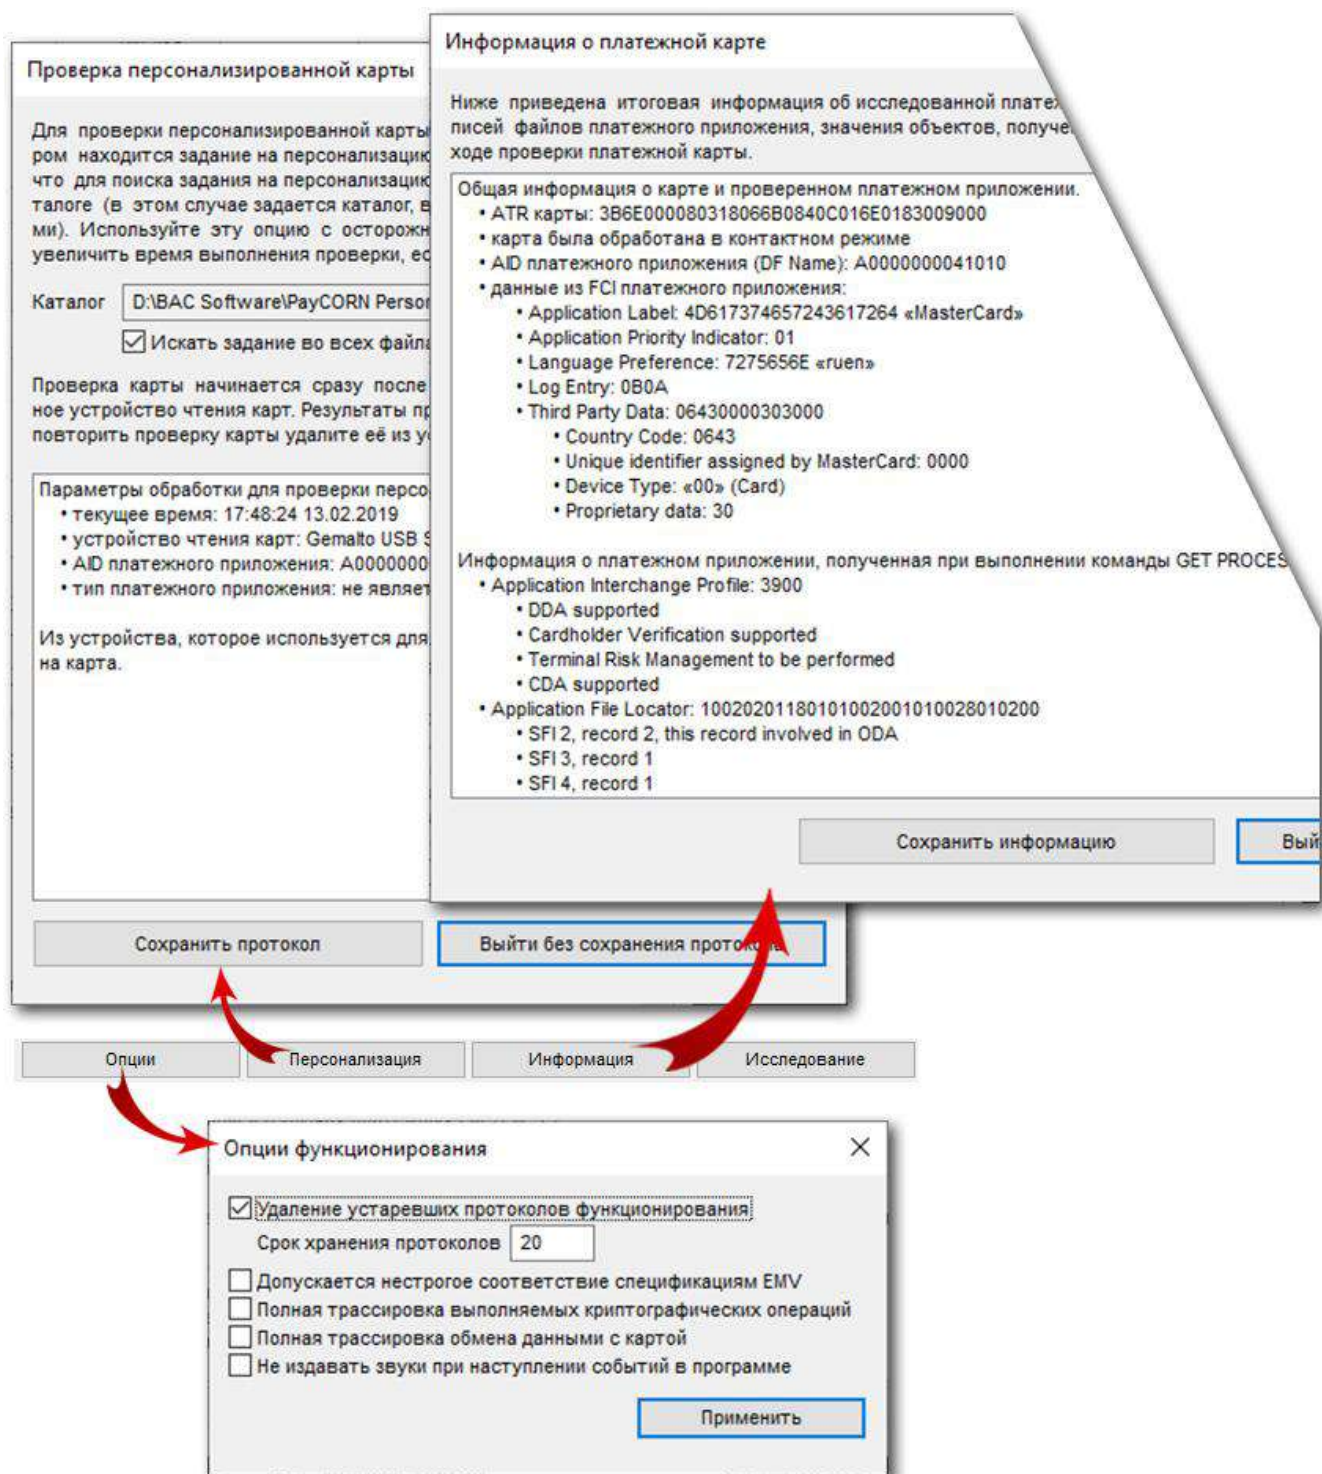 Проверка персонализированной карты
Для проверки персонализированной карты
ром находится задание на персонализацию
что для поиска задания на персонализацию
талоге (в этом случае задается каталог, в
ми). Используйте эту опцию с осторожн
увеличить время выполнения проверки, ес
Каталог D:\BAC Software\PayCORN Person
Искать задание во всех файла
Проверка карты начинается сразу после
ное устройство чтения карт. Результаты пр
повторить проверку карты удалите её из ус
Параметры обработки для проверки персо
• текущее время: 17:48:24 13.02.2019
• устройство чтения карт: Gemalto USB S
• AID платежного приложения: A0000000
• тип платежного приложения: не являет
Из устройства, которое используется для
на карта.
Сохранить протокол
Выйти без сохранения протокола
Информация о платежной карте
Ниже приведена итоговая информация об исследованной платеж
писей файлов платежного приложения, значения объектов, получе
ходе проверки платежной карты.
Общая информация о карте и проверенном платежном приложении.
• ATR карты: 3B6E000080318066B0840C016E0183009000
• карта была обработана в контактном режиме
• AID платежного приложения (DF Name): A0000000041010
• данные из FCI платежного приложения:
• Application Label: 4D617374657243617264 «MasterCard»
• Application Priority Indicator: 01
• Language Preference: 7275656E «ruen»
• Log Entry: 0B0A
• Third Party Data: 06430000303000
• Country Code: 0643
• Unique identifier assigned by MasterCard: 0000
• Device Type: «00» (Card)
• Proprietary data: 30
Информация о платежном приложении, полученная при выполнении команды GET PROCES
• Application Interchange Profile: 3900
• DDA supported
• Cardholder Verification supported
• Terminal Risk Management to be performed
• CDA supported
• Application File Locator: 10020201180101002001010028010200
• SFI 2, record 2, this record involved in ODA
• SFI 3, record 1
• SFI 4, record 1
Сохранить информацию
Вый
Опции
Персонализация
Информация
Исследование
Опции функционирования
Удаление устаревших протоколов функционирования
Срок хранения протоколов 20
Допускается нестрогое соответствие спецификациям EMV
Полная трассировка выполняемых криптографических операций
Полная трассировка обмена данными с картой
Не издавать звуки при наступлении событий в программе
Применить